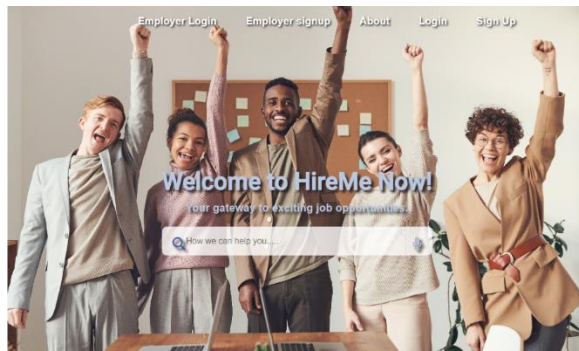 Employer Login Employer signup About Login Sign Up
Welcome to HireMe Now!
Your gateway to exciting job opportunities.
How we can help you......